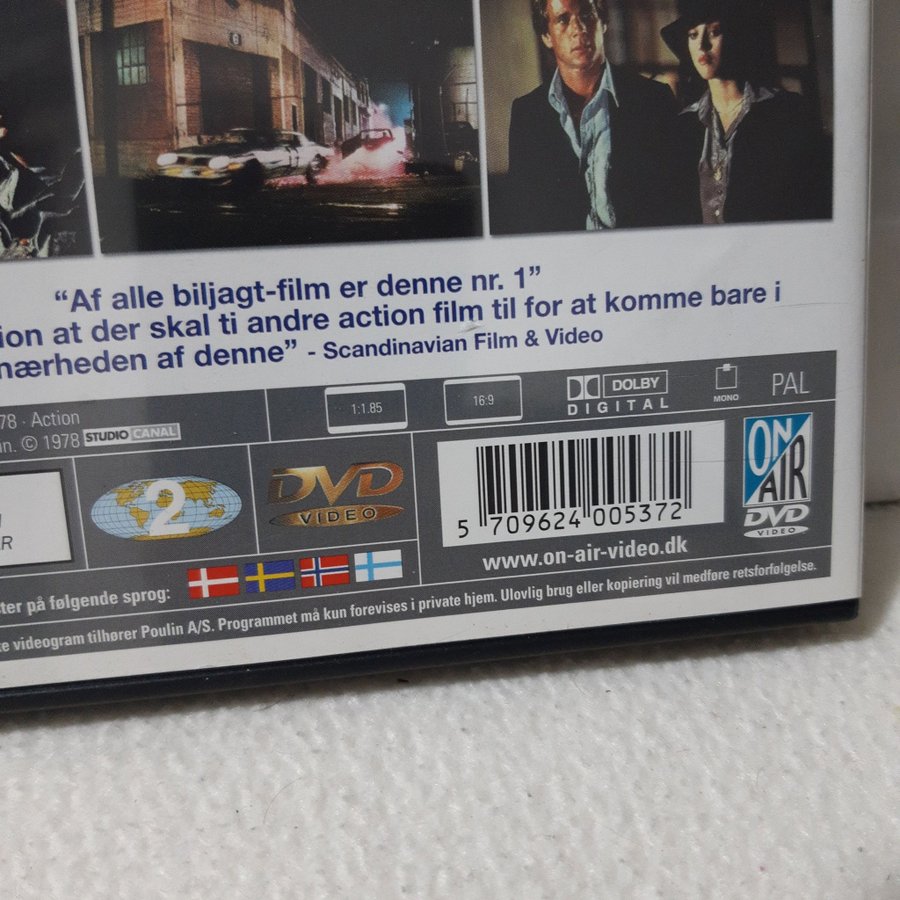 “Af alle biljagt-film er denne nr. 1”
ion at der skal ti andre action film til for at komme bare i
nærheden af denne” - Scandinavian Film & Video
78 · Action
in. © 1978 STUDIO CANAL
1:1.85
16:9
DOLBY
DIGITAL
MONO
PAL
R
2
DVD
VIDEO
5 709624 005372
ON
AIR
DVD
VIDEO
www.on-air-video.dk
ster på følgende sprog:
e videogram tilhører Poulin A/S. Programmet må kun forevises i private hjem. Ulovlig brug eller kopiering vil medføre retsforfølgelse.